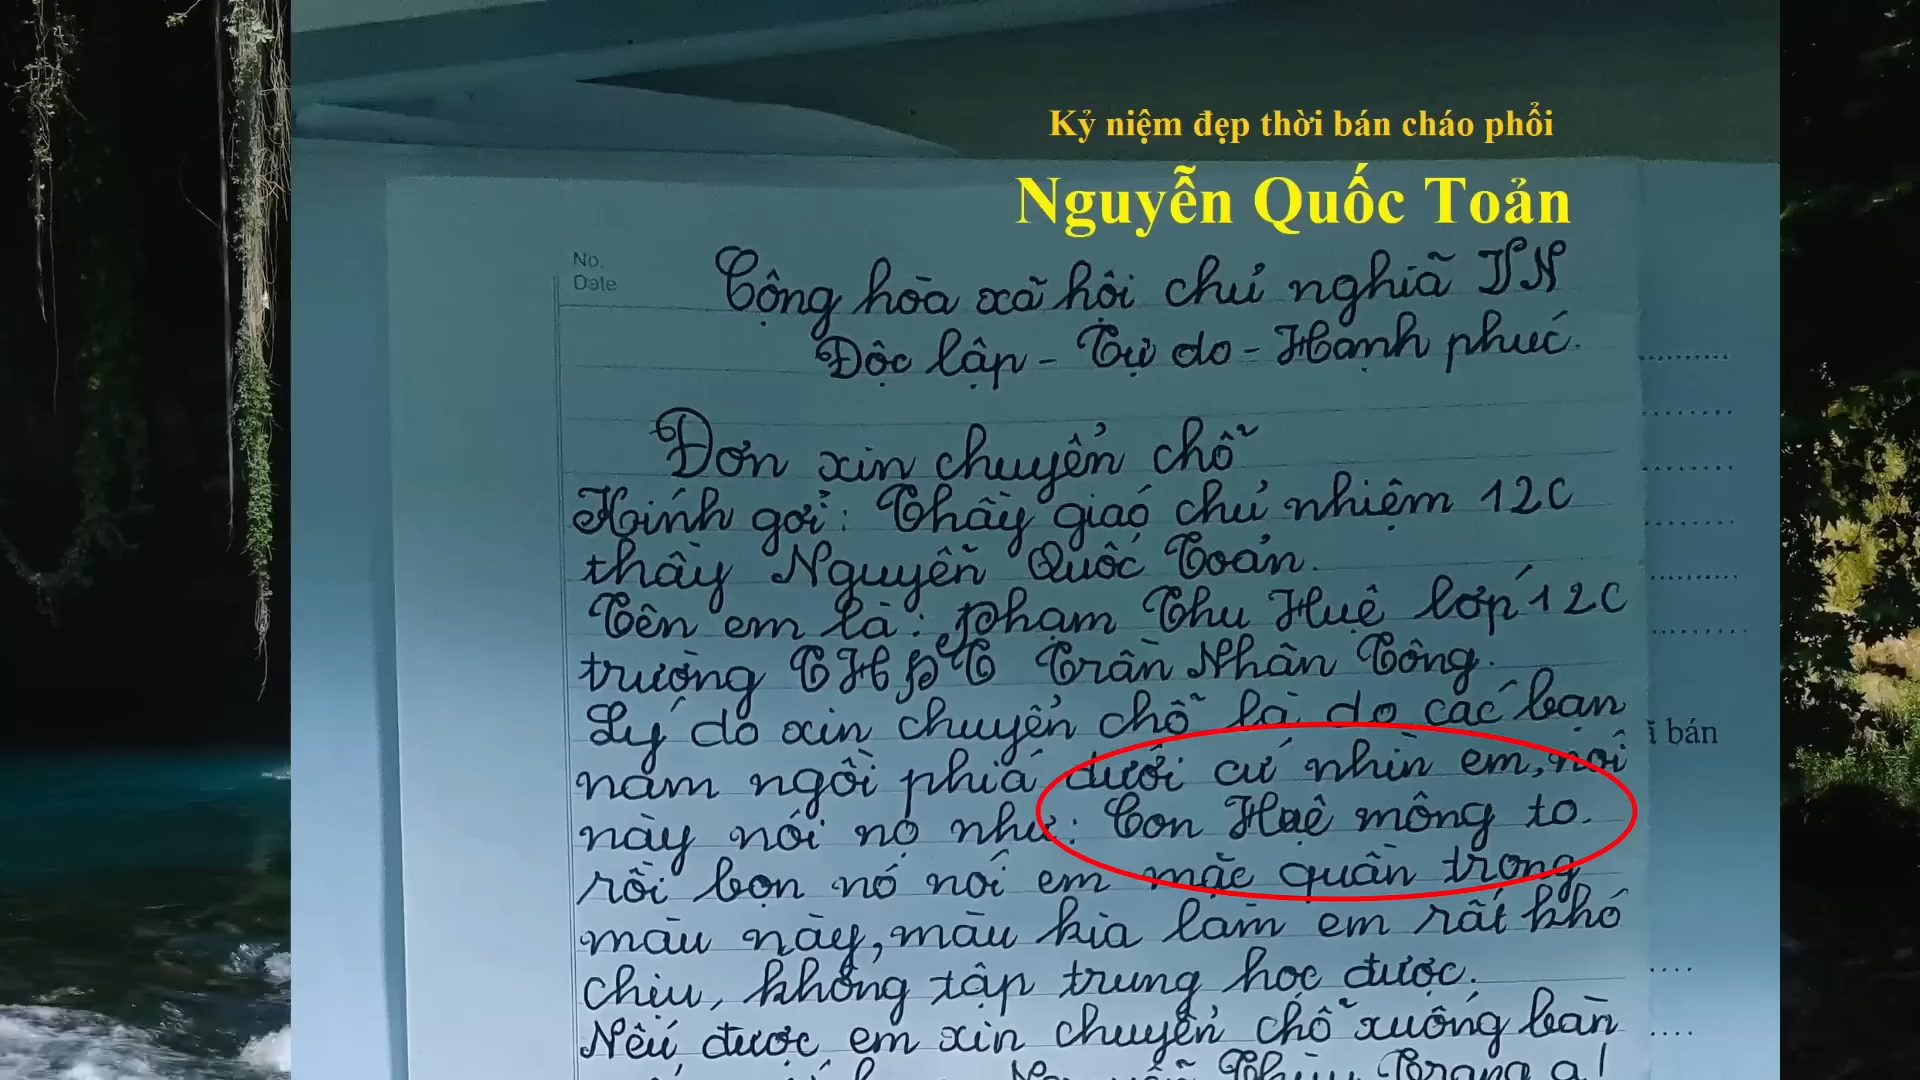 Kỷ niệm đẹp thời bán cháo phổi
Nguyễn Quốc Toản
No.
Date
Cộng hòa xã hội chủ nghĩa VN
Độc lập - Tự do - Hạnh phúc.
Đơn xin chuyển chỗ
Kính gởi: Thầy giáo chủ nhiệm 12C
thầy Nguyễn Quốc Toản.
Tên em là: Phạm Thu Huệ lớp 12C
trường THPT Trần Nhân Tông.
Lý do xin chuyển chỗ là do các bạn
nam ngồi phía dưới cứ nhìn em, nói
này nói nọ như: Con Huệ mông to.
rồi bọn nó nói em mặc quần trong
màu này, màu kia làm em rất khó
chịu, không tập trung học được.
Nếu được em xin chuyển chỗ xuống bàn
Thùy Trang ạ!
bán